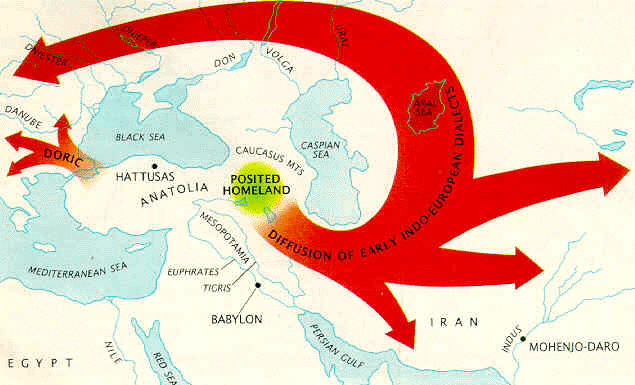 DNIESTER
DNIEPER
DON
VOLGA
URAL
ARAL
SEA
DANUBE
BLACK SEA
CASPIAN
SEA
CAUCASUS MTS
DORIC
HATTUSAS
ANATOLIA
POSITED
HOMELAND
DIFFUSION OF EARLY INDO-EUROPEAN DIALECTS
MESOPOTAMIA
MEDITERRANEAN SEA
EUPHRATES
TIGRIS
BABYLON
IRAN
PERSIAN GULF
INDUS
MOHENJO-DARO
EGYPT
NILE
RED SEA